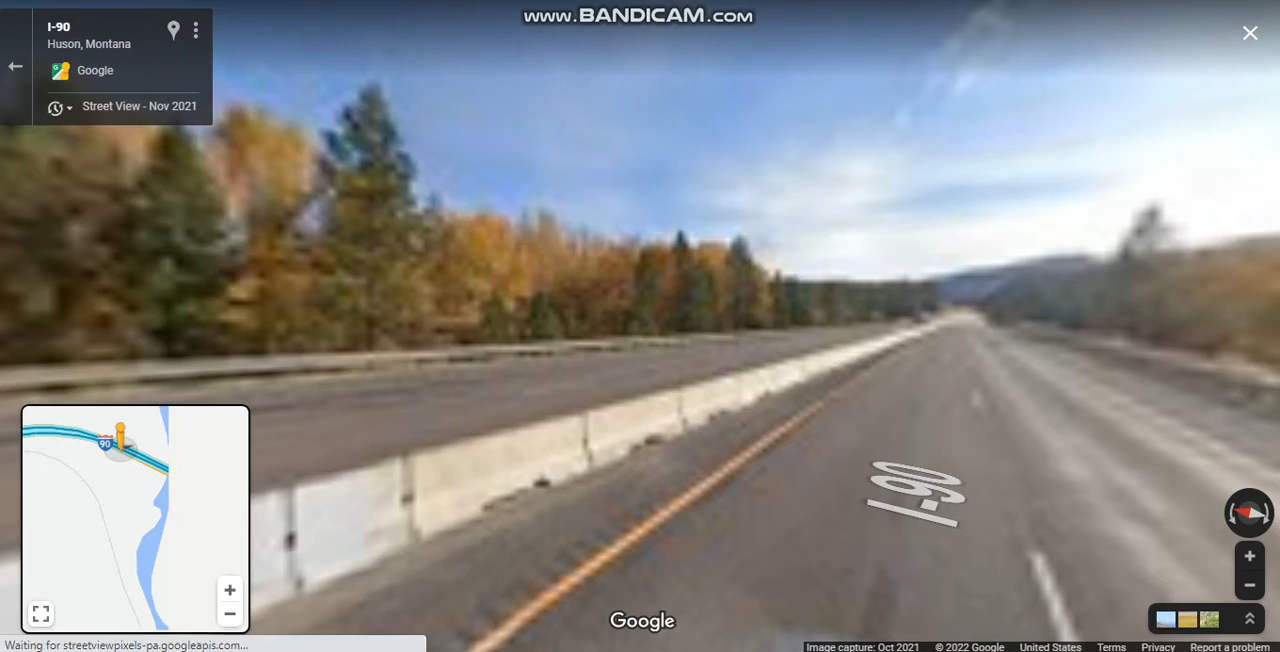 www.BANDICAM.com
I-90
Huson, Montana
Google
Street View - Nov 2021
90
I-90
Google
Waiting for streetviewpixels-pa.googleapis.com...
Image capture: Oct 2021 © 2022 Google United States Terms Privacy Report a problem